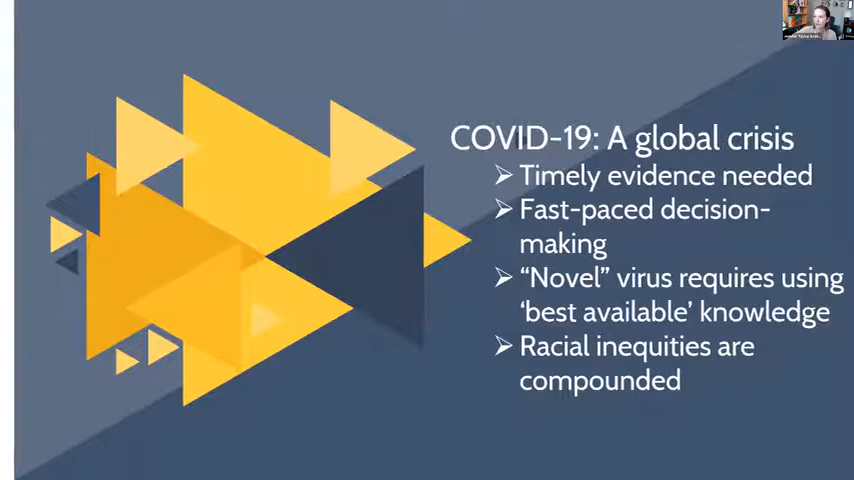 COVID-19: A global crisis
➢ Timely evidence needed
➢ Fast-paced decision-
making
➢ “Novel” virus requires using
‘best available’ knowledge
➢ Racial inequities are
compounded